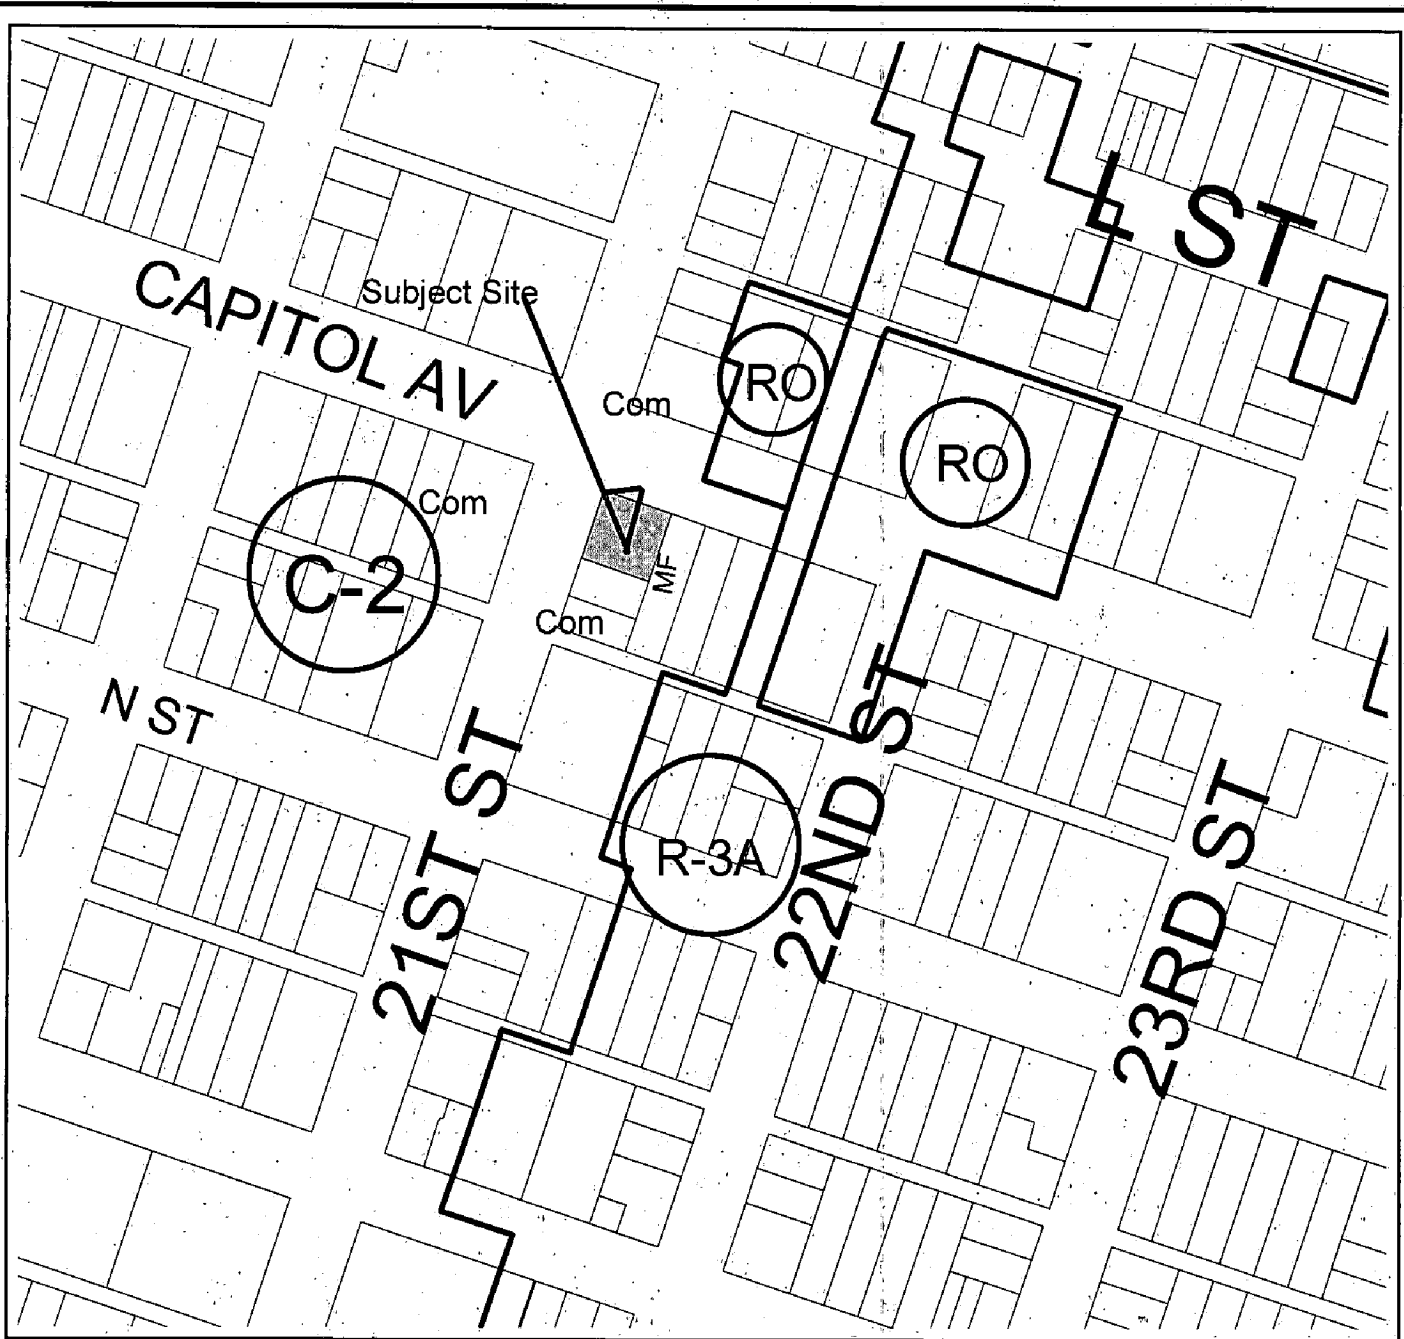 L ST
CAPITOL AV
Subject Site
RO
Com
RO
Com
C-2
MF
Com
N ST
21ST ST
R-3A
22ND ST
23RD ST